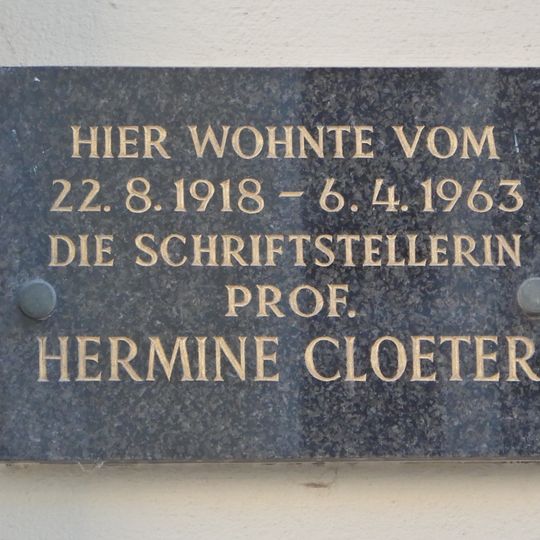 HIER WOHNTE VOM
22.8.1918 – 6.4.1963
DIE SCHRIFTSTELLERIN
PROF.
HERMINE CLOETER